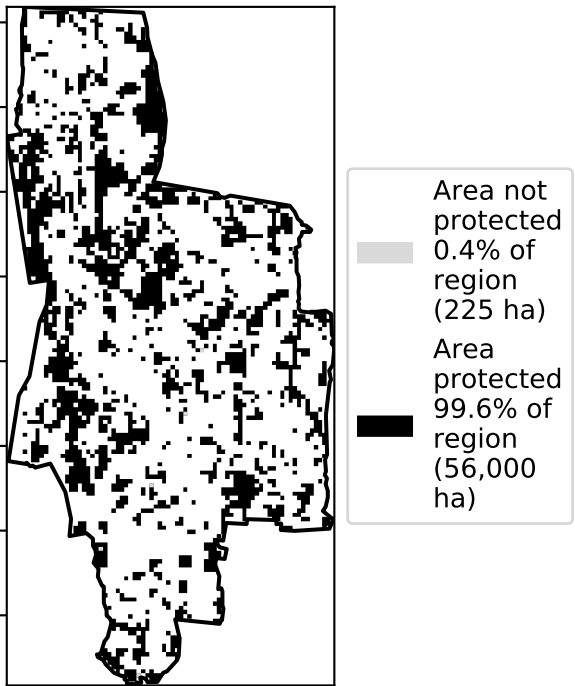 Area not
protected
0.4% of
region
(225 ha)
Area
protected
99.6% of
region
(56,000
ha)